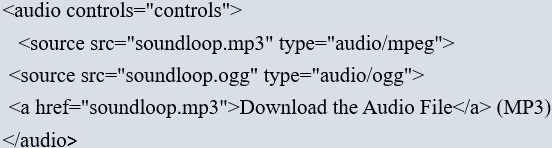 <audio controls="controls">
<source src="soundloop.mp3" type="audio/mpeg">
<source src="soundloop.ogg" type="audio/ogg">
<a href="soundloop.mp3">Download the Audio File</a> (MP3)
</audio>